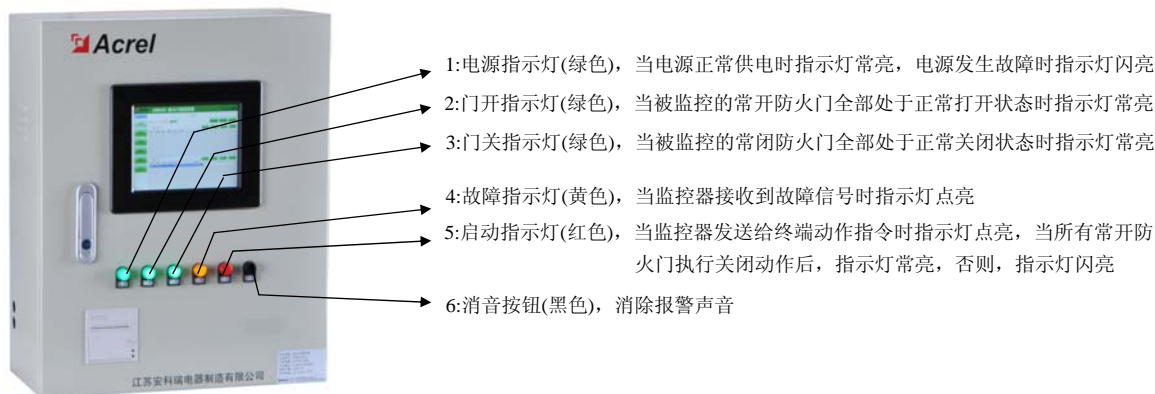 Acrel
1:电源指示灯(绿色)，当电源正常供电时指示灯常亮，电源发生故障时指示灯闪亮
2:门开指示灯(绿色)，当被监控的常开防火门全部处于正常打开状态时指示灯常亮
3:门关指示灯(绿色)，当被监控的常闭防火门全部处于正常关闭状态时指示灯常亮
4:故障指示灯(黄色)，当监控器接收到故障信号时指示灯点亮
5:启动指示灯(红色)，当监控器发送给终端动作指令时指示灯点亮，当所有常开防
火门执行关闭动作后，指示灯常亮，否则，指示灯闪亮
6:消音按钮(黑色)，消除报警声音
江苏安科瑞电器制造有限公司